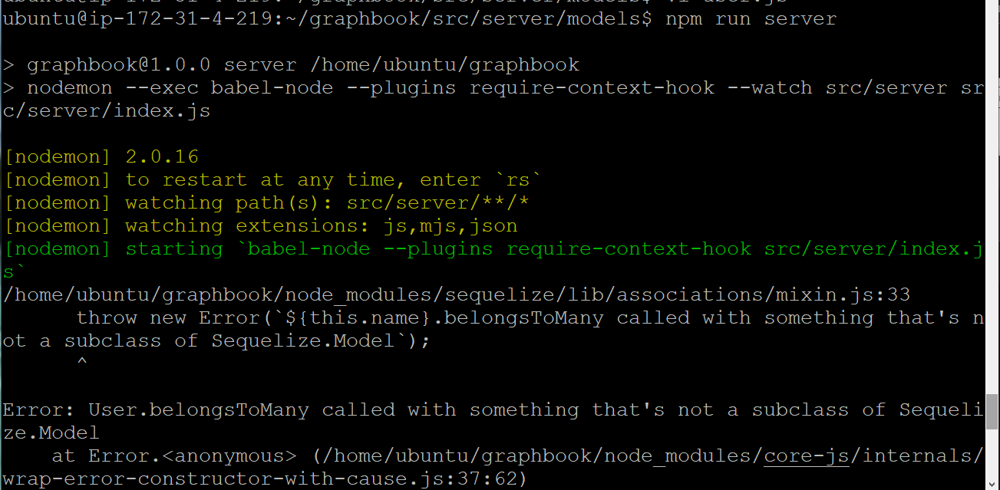 ubuntu@ip-172-31-4-219:~/graphbook/src/server/models$ vi user.js
ubuntu@ip-172-31-4-219:~/graphbook/src/server/models$ npm run server
> graphbook@1.0.0 server /home/ubuntu/graphbook
> nodemon --exec babel-node --plugins require-context-hook --watch src/server sr
c/server/index.js
[nodemon] 2.0.16
[nodemon] to restart at any time, enter `rs`
[nodemon] watching path(s): src/server/**/*
[nodemon] watching extensions: js,mjs,json
[nodemon] starting `babel-node --plugins require-context-hook src/server/index.j
s`
/home/ubuntu/graphbook/node_modules/sequelize/lib/associations/mixin.js:33
      throw new Error(`${this.name}.belongsToMany called with something that's n
ot a subclass of Sequelize.Model`);
      ^
Error: User.belongsToMany called with something that's not a subclass of Sequeli
ze.Model
    at Error.<anonymous> (/home/ubuntu/graphbook/node_modules/core-js/internals/
wrap-error-constructor-with-cause.js:37:62)